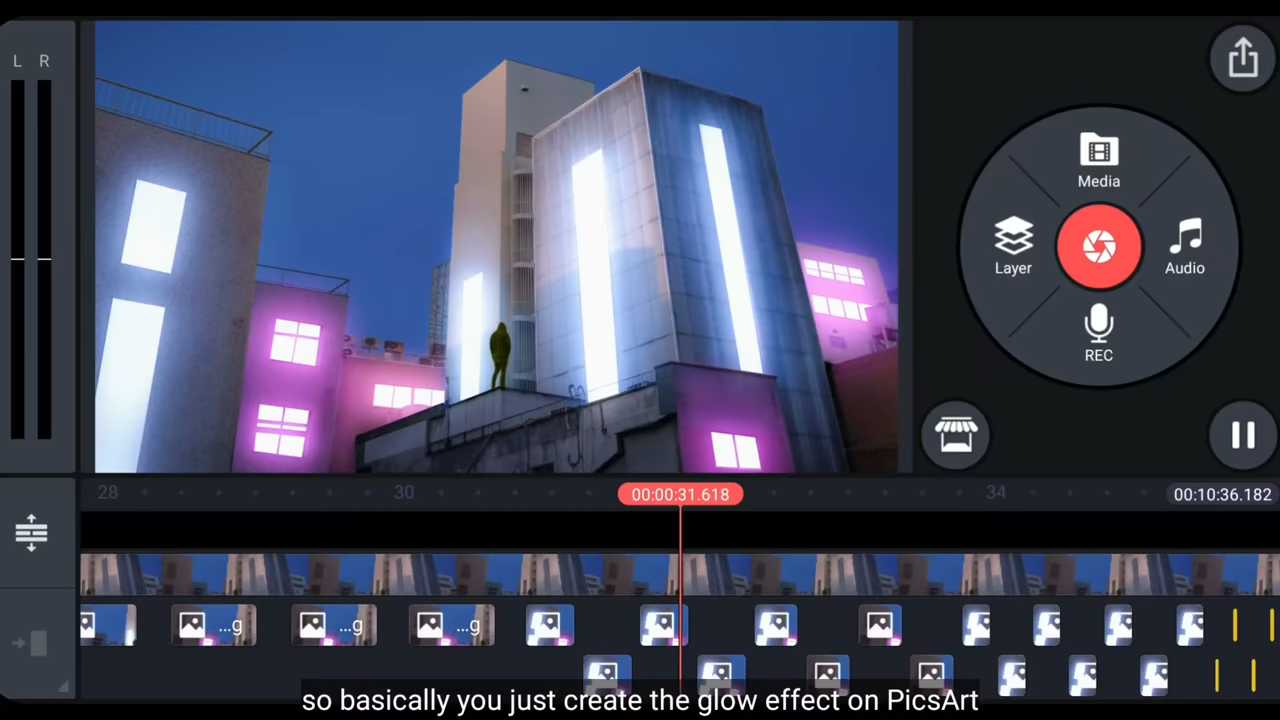 L R
Media
Layer
Audio
REC
28
30
00:00:31.618
34
00:10:36.182
...g
...g
...g
so basically you just create the glow effect on PicsArt